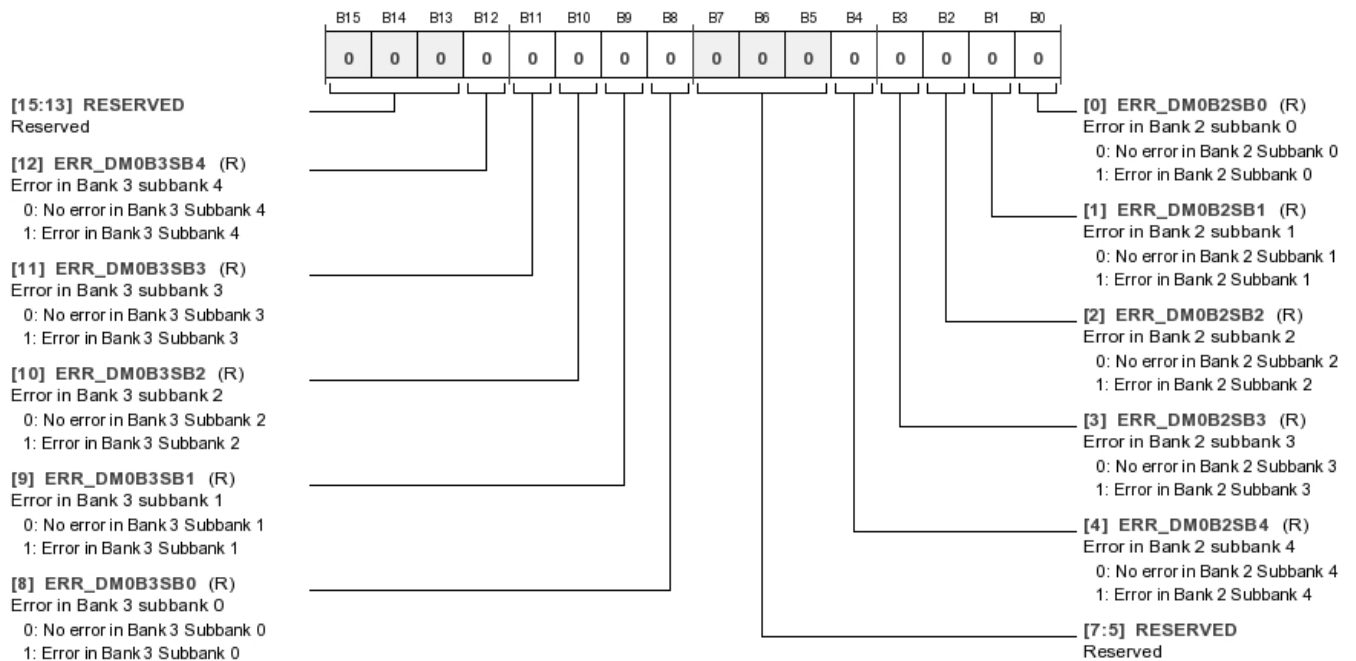 B15 B14 B13 B12 B11 B10 B9 B8 B7 B6 B5 B4 B3 B2 B1 B0
0 0 0 0 0 0 0 0 0 0 0 0 0 0 0 0
[15:13] RESERVED
Reserved
[12] ERR_DM0B3SB4 (R)
Error in Bank 3 subbank 4
0: No error in Bank 3 Subbank 4
1: Error in Bank 3 Subbank 4
[11] ERR_DM0B3SB3 (R)
Error in Bank 3 subbank 3
0: No error in Bank 3 Subbank 3
1: Error in Bank 3 Subbank 3
[10] ERR_DM0B3SB2 (R)
Error in Bank 3 subbank 2
0: No error in Bank 3 Subbank 2
1: Error in Bank 3 Subbank 2
[9] ERR_DM0B3SB1 (R)
Error in Bank 3 subbank 1
0: No error in Bank 3 Subbank 1
1: Error in Bank 3 Subbank 1
[8] ERR_DM0B3SB0 (R)
Error in Bank 3 subbank 0
0: No error in Bank 3 Subbank 0
1: Error in Bank 3 Subbank 0
[0] ERR_DM0B2SB0 (R)
Error in Bank 2 subbank 0
0: No error in Bank 2 Subbank 0
1: Error in Bank 2 Subbank 0
[1] ERR_DM0B2SB1 (R)
Error in Bank 2 subbank 1
0: No error in Bank 2 Subbank 1
1: Error in Bank 2 Subbank 1
[2] ERR_DM0B2SB2 (R)
Error in Bank 2 subbank 2
0: No error in Bank 2 Subbank 2
1: Error in Bank 2 Subbank 2
[3] ERR_DM0B2SB3 (R)
Error in Bank 2 subbank 3
0: No error in Bank 2 Subbank 3
1: Error in Bank 2 Subbank 3
[4] ERR_DM0B2SB4 (R)
Error in Bank 2 subbank 4
0: No error in Bank 2 Subbank 4
1: Error in Bank 2 Subbank 4
[7:5] RESERVED
Reserved